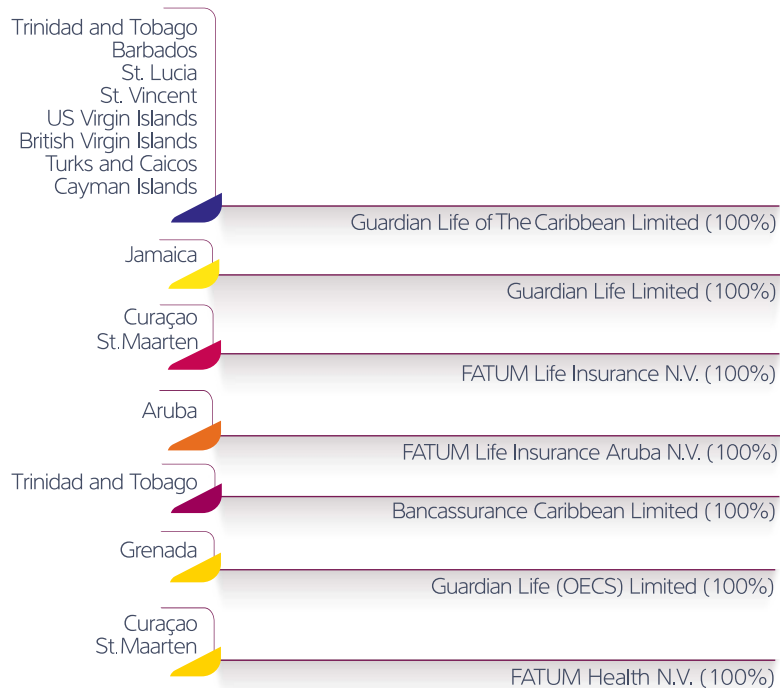 Trinidad and Tobago
Barbados
St. Lucia
St. Vincent
US Virgin Islands
British Virgin Islands
Turks and Caicos
Cayman Islands
Guardian Life of The Caribbean Limited (100%)
Jamaica
Guardian Life Limited (100%)
Curaçao
St.Maarten
FATUM Life Insurance N.V. (100%)
Aruba
FATUM Life Insurance Aruba N.V. (100%)
Trinidad and Tobago
Bancassurance Caribbean Limited (100%)
Grenada
Guardian Life (OECS) Limited (100%)
Curaçao
St.Maarten
FATUM Health N.V. (100%)